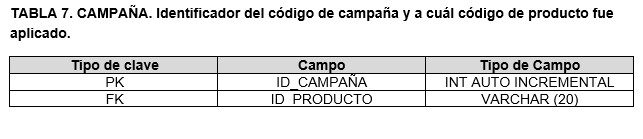 TABLA 7. CAMPAÑA. Identificador del código de campaña y a cuál código de producto fue
aplicado.
Tipo de clave Campo Tipo de Campo
PK ID_CAMPAÑA INT AUTO INCREMENTAL
FK ID_PRODUCTO VARCHAR (20)